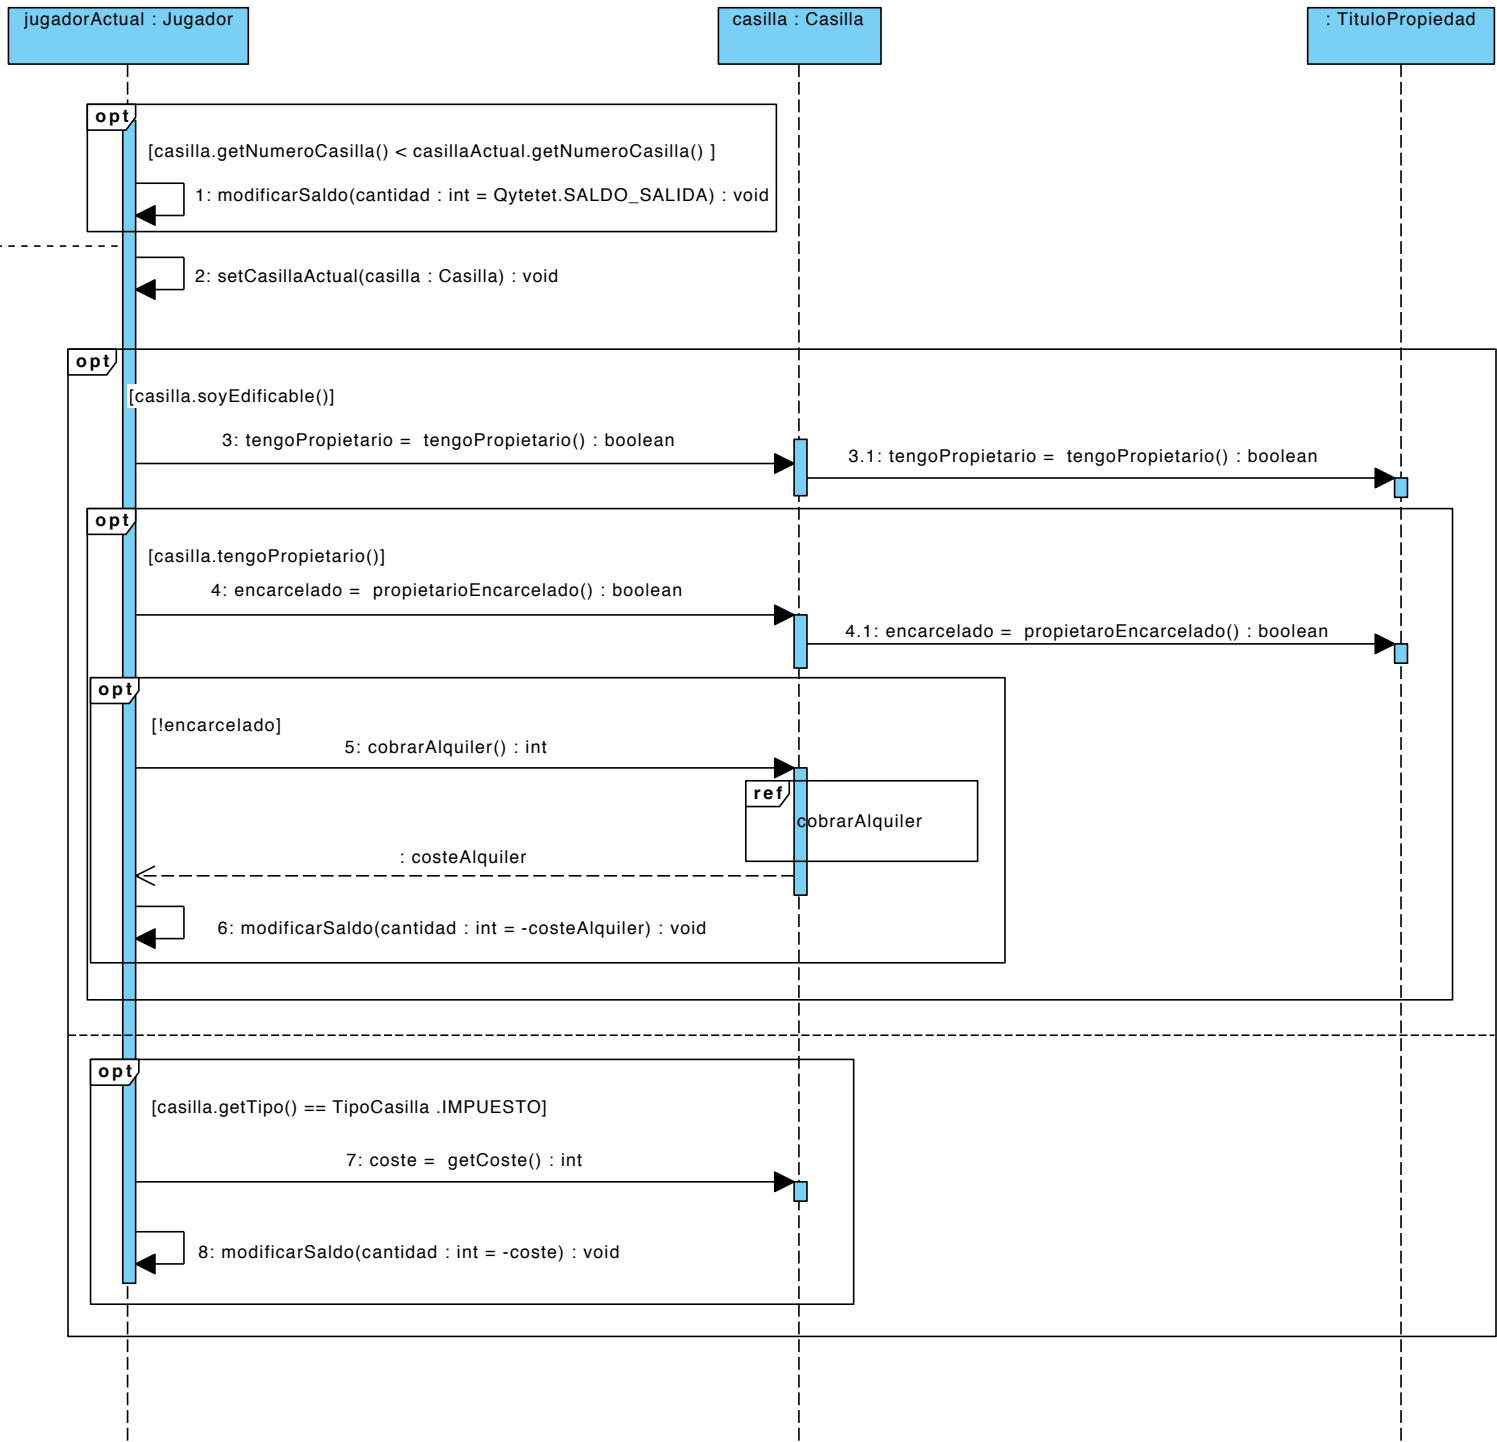 jugadorActual : Jugador
casilla : Casilla
: TituloPropiedad
opt
[casilla.getNumeroCasilla() < casillaActual.getNumeroCasilla() ]
1: modificarSaldo(cantidad : int = Qytetet.SALDO_SALIDA) : void
2: setCasillaActual(casilla : Casilla) : void
opt
[casilla.soyEdificable()]
3: tengoPropietario = tengoPropietario() : boolean
3.1: tengoPropietario = tengoPropietario() : boolean
opt
[casilla.tengoPropietario()]
4: encarcelado = propietarioEncarcelado() : boolean
4.1: encarcelado = propietaroEncarcelado() : boolean
opt
[!encarcelado]
5: cobrarAlquiler() : int
ref
cobrarAlquiler
: costeAlquiler
6: modificarSaldo(cantidad : int = -costeAlquiler) : void
opt
[casilla.getTipo() == TipoCasilla .IMPUESTO]
7: coste = getCoste() : int
8: modificarSaldo(cantidad : int = -coste) : void